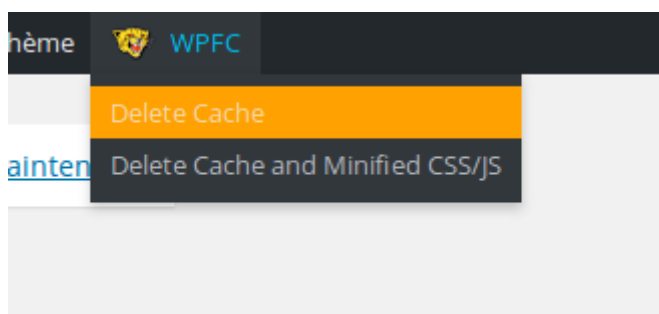 hème WPFC
Delete Cache
ainten
Delete Cache and Minified CSS/JS